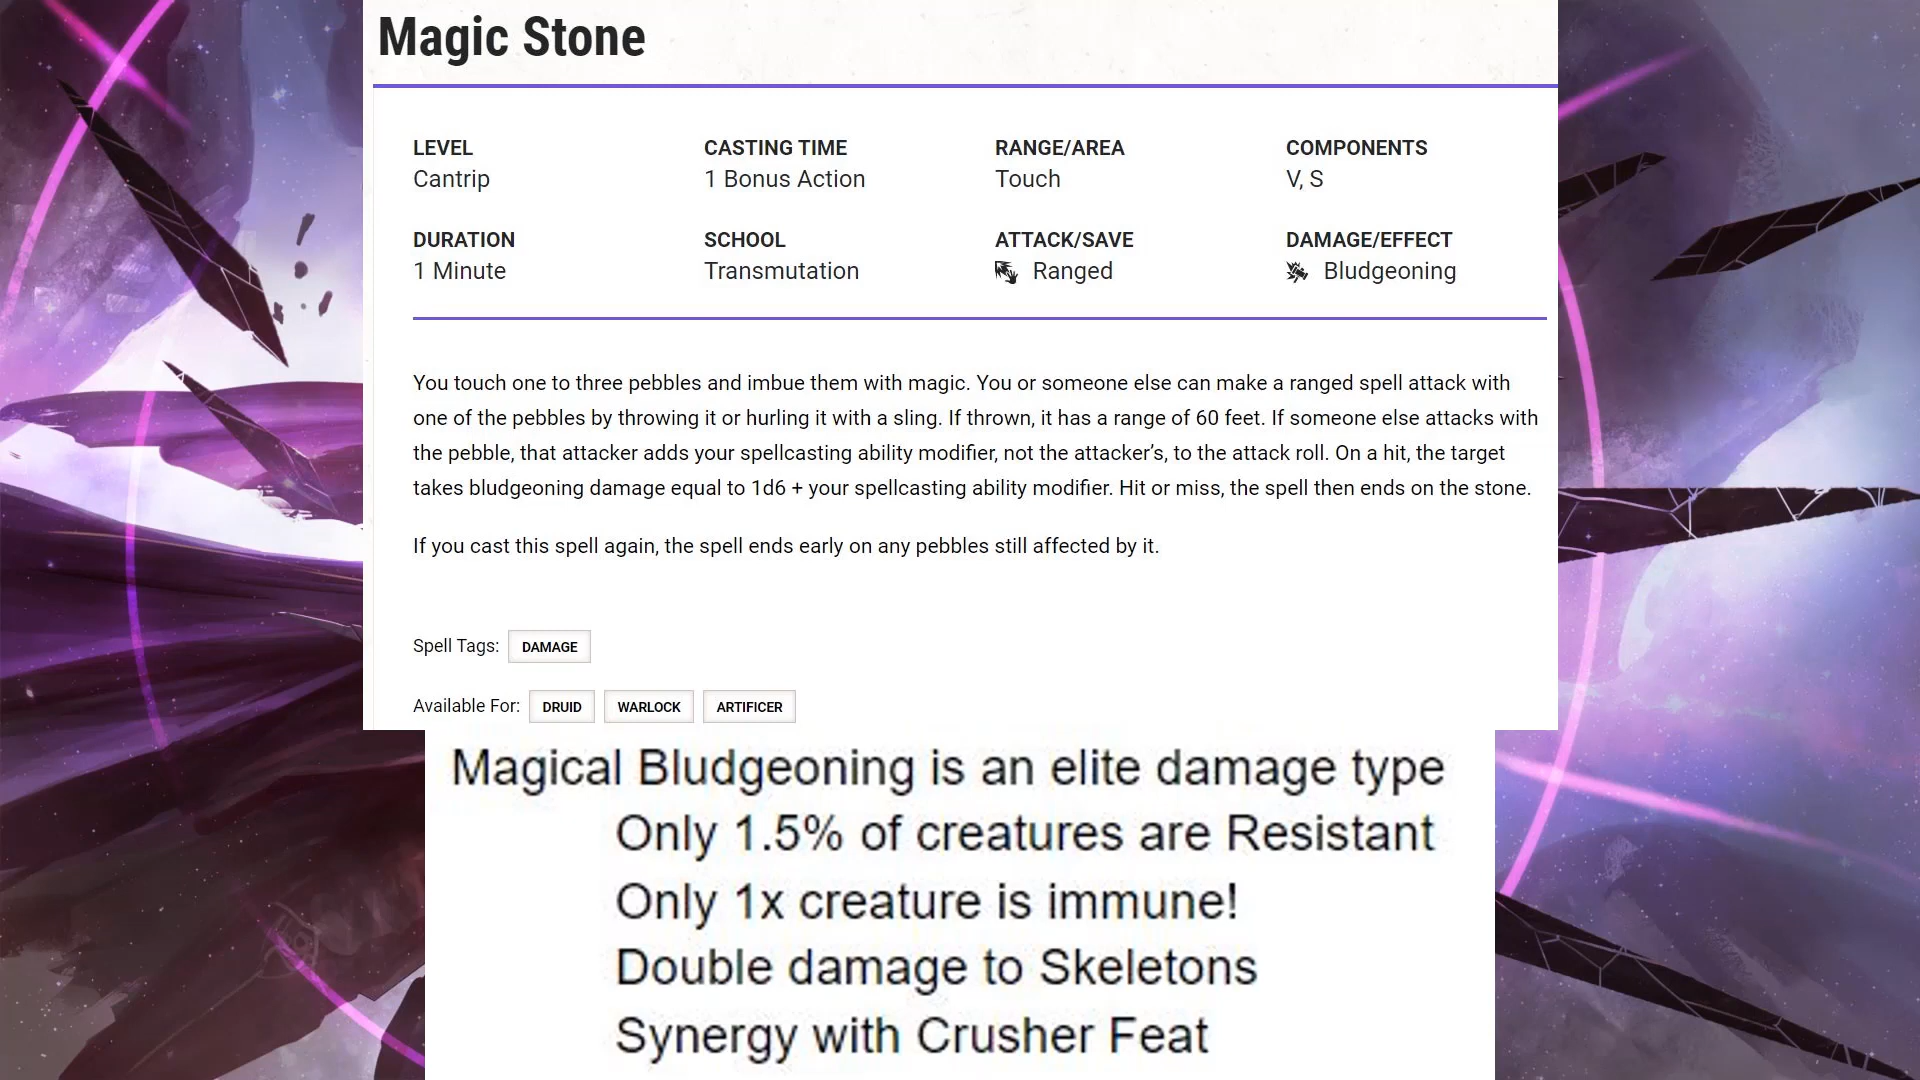 Magic Stone
LEVEL
Cantrip
CASTING TIME
1 Bonus Action
RANGE/AREA
Touch
COMPONENTS
V, S
DURATION
1 Minute
SCHOOL
Transmutation
ATTACK/SAVE
Ranged
DAMAGE/EFFECT
Bludgeoning
You touch one to three pebbles and imbue them with magic. You or someone else can make a ranged spell attack with
one of the pebbles by throwing it or hurling it with a sling. If thrown, it has a range of 60 feet. If someone else attacks with
the pebble, that attacker adds your spellcasting ability modifier, not the attacker’s, to the attack roll. On a hit, the target
takes bludgeoning damage equal to 1d6 + your spellcasting ability modifier. Hit or miss, the spell then ends on the stone.
If you cast this spell again, the spell ends early on any pebbles still affected by it.
Spell Tags: DAMAGE
Available For: DRUID WARLOCK ARTIFICER
Magical Bludgeoning is an elite damage type
Only 1.5% of creatures are Resistant
Only 1x creature is immune!
Double damage to Skeletons
Synergy with Crusher Feat